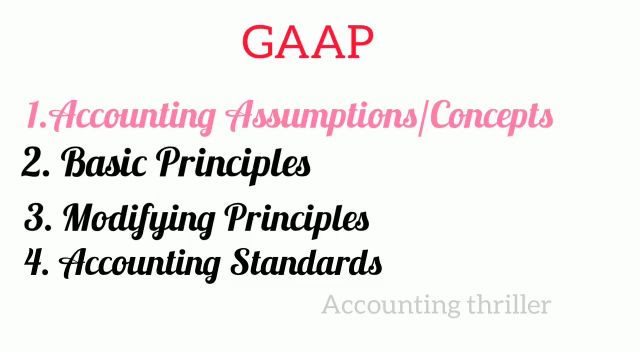 GAAP
1.Accounting Assumptions/Concepts
2. Basic Principles
3. Modifying Principles
4. Accounting Standards
Accounting thriller